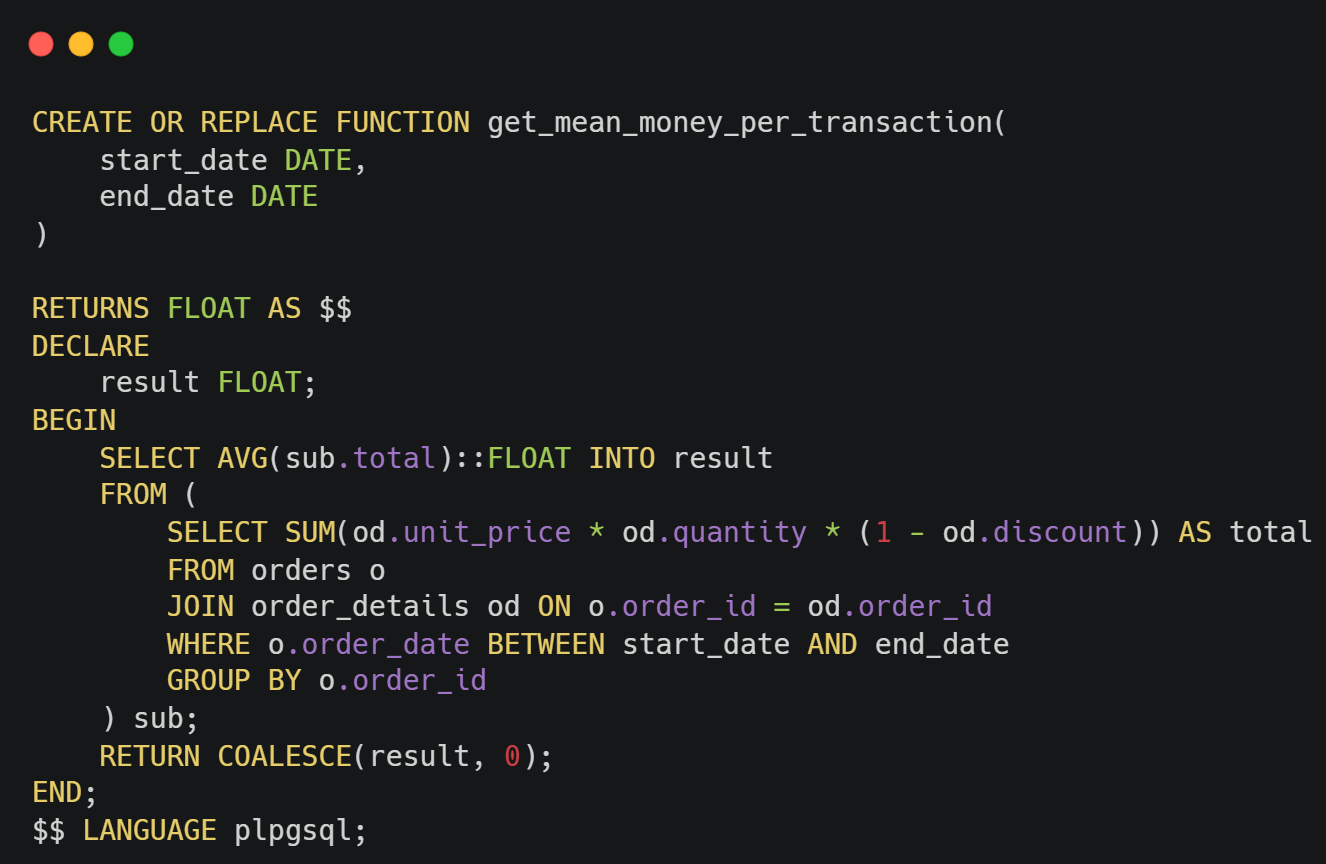 CREATE OR REPLACE FUNCTION get_mean_money_per_transaction(
    start_date DATE,
    end_date DATE
)

RETURNS FLOAT AS $$
DECLARE
    result FLOAT;
BEGIN
    SELECT AVG(sub.total)::FLOAT INTO result
    FROM (
        SELECT SUM(od.unit_price * od.quantity * (1 - od.discount)) AS total
        FROM orders o
        JOIN order_details od ON o.order_id = od.order_id
        WHERE o.order_date BETWEEN start_date AND end_date
        GROUP BY o.order_id
    ) sub;
    RETURN COALESCE(result, 0);
END;
$$ LANGUAGE plpgsql;